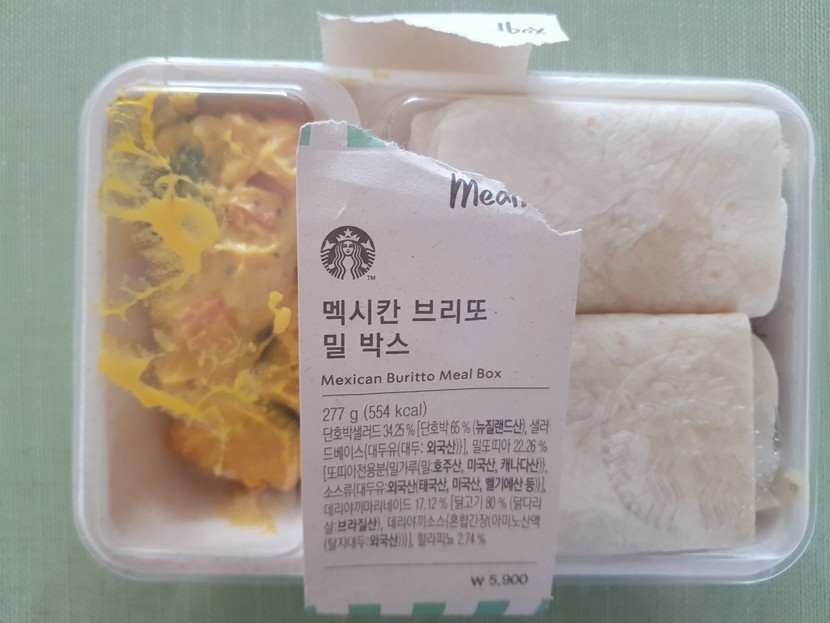 1box
Mean
TM
멕시칸 브리또
밀 박스
Mexican Buritto Meal Box
277 g (554 kcal)
단호박샐러드 34.25 % [단호박 65 % (뉴질랜드산), 샐러
드베이스(대두유(대두: 외국산))], 밀또띠아 22.26 %
[또띠아전용분(밀가루(밀:호주산, 미국산, 캐나다산)),
소스류(대두유:외국산(태국산, 미국산, 벨기에산 등))],
데리야끼마리네이드 17.12 % [닭고기 80 % (닭다리
살:브라질산), 데리야끼소스(혼합간장(아미노산액
(탈지대두:외국산)))], 할라피뇨 2.74 %
₩ 5,900